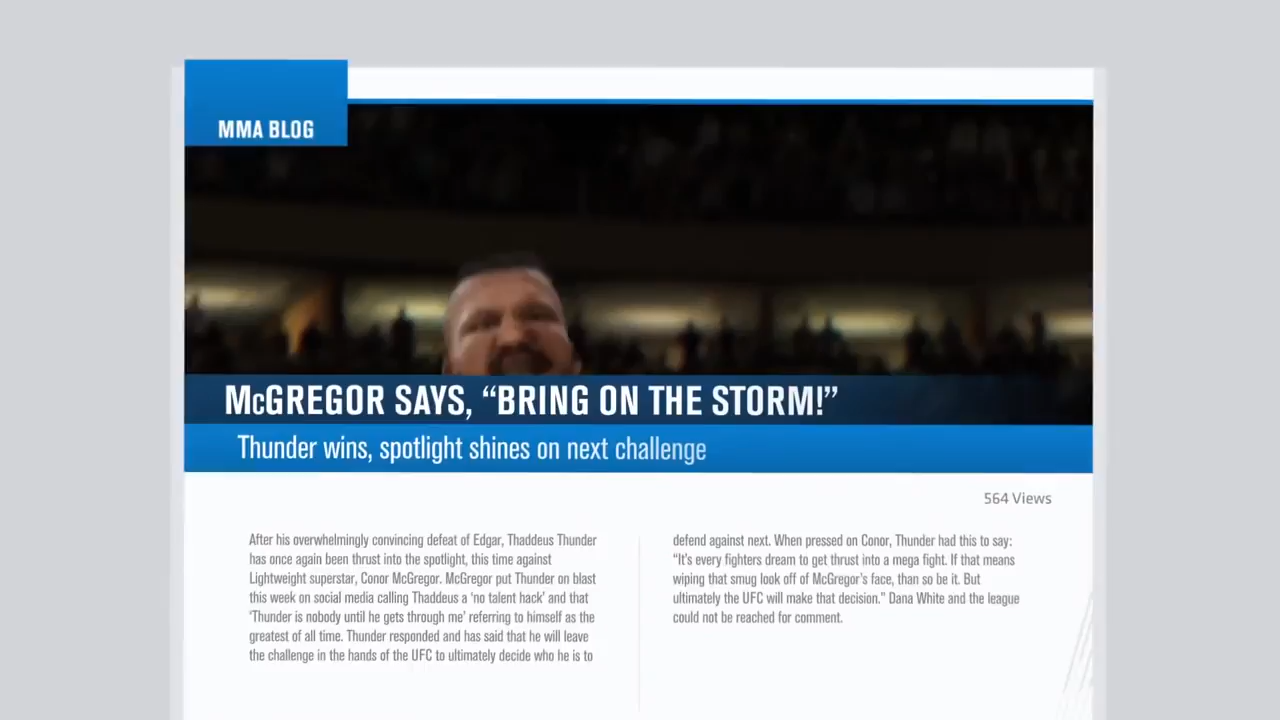 MMA BLOG
McGREGOR SAYS, “BRING ON THE STORM!”
Thunder wins, spotlight shines on next challenge
564 Views
After his overwhelmingly convincing defeat of Edgar, Thaddeus Thunder
has once again been thrust into the spotlight, this time against
Lightweight superstar, Conor McGregor. McGregor put Thunder on blast
this week on social media calling Thaddeus a ‘no talent hack’ and that
‘Thunder is nobody until he gets through me’ referring to himself as the
greatest of all time. Thunder responded and has said that he will leave
the challenge in the hands of the UFC to ultimately decide who he is to
defend against next. When pressed on Conor, Thunder had this to say:
“It’s every fighters dream to get thrust into a mega fight. If that means
wiping that smug look off of McGregor’s face, than so be it. But
ultimately the UFC will make that decision.” Dana White and the league
could not be reached for comment.